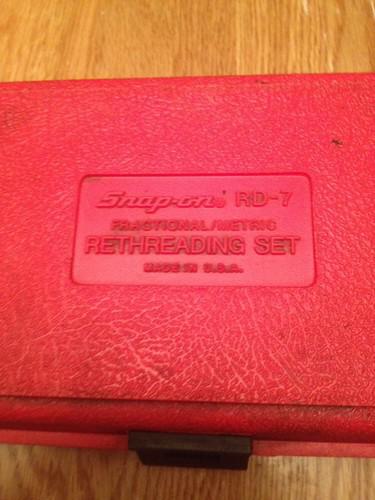 Snap-on® RD-7
FRACTIONAL/METRIC
RETHREADING SET
MADE IN U.S.A.